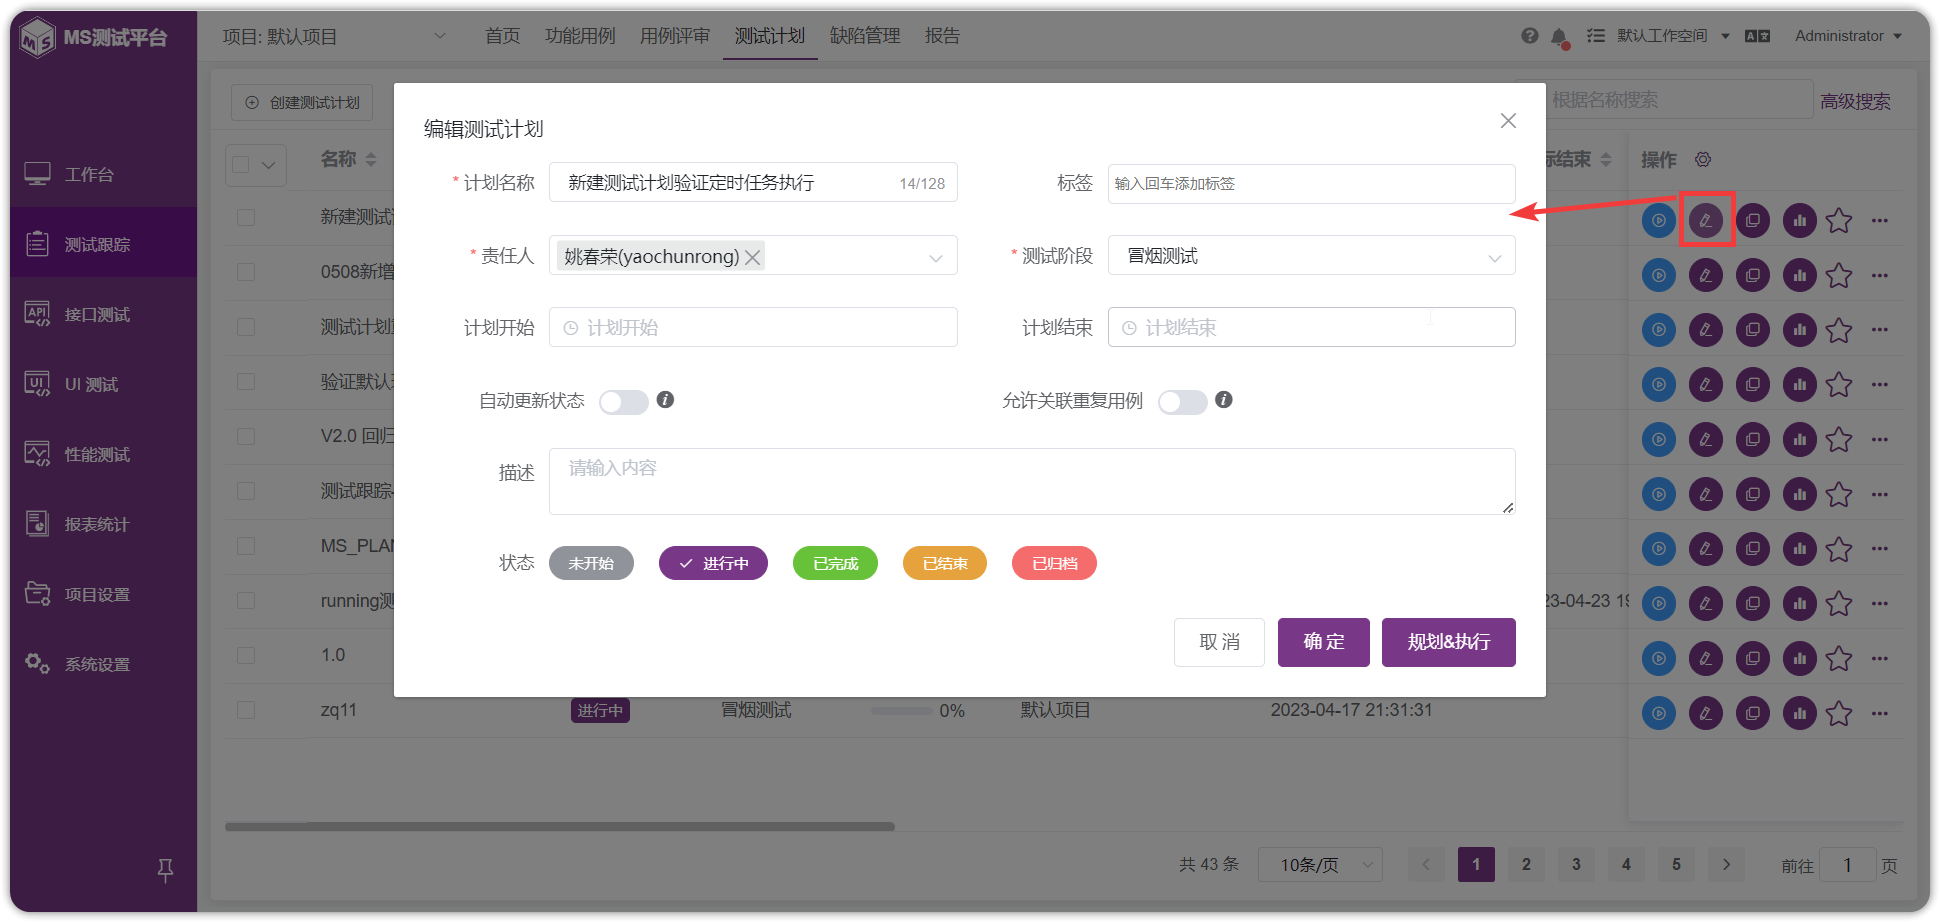 MS测试平台
项目: 默认项目
首页 功能用例 用例评审 测试计划 缺陷管理 报告
默认工作空间
Administrator
创建测试计划
根据名称搜索
高级搜索
工作台
测试跟踪
接口测试
UI 测试
性能测试
报表统计
项目设置
系统设置
名称
标结束
操作
新建测试
0508新增
测试计划
验证默认
V2.0 回归
测试跟踪
MS_PLAN
running测
23-04-23 19
1.0
zq11 进行中 冒烟测试 0% 默认项目 2023-04-17 21:31:31
编辑测试计划
* 计划名称 新建测试计划验证定时任务执行 14/128
标签 输入回车添加标签
* 责任人 姚春荣(yaochunrong)
* 测试阶段 冒烟测试
计划开始 计划开始
计划结束 计划结束
自动更新状态
允许关联重复用例
描述 请输入内容
状态 未开始 进行中 已完成 已结束 已归档
取 消 确 定 规划&执行
共 43 条 10条/页 1 2 3 4 5 前往 1 页